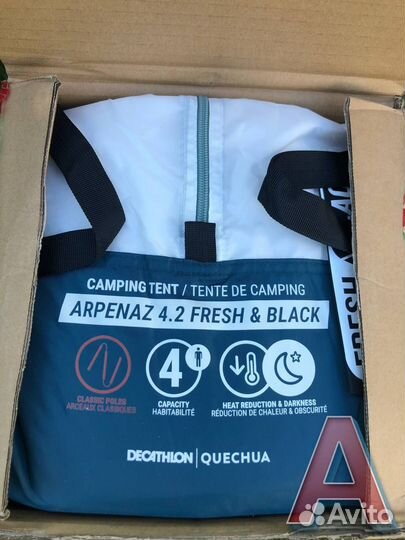 CAMPING TENT / TENTE DE CAMPING
ARPENAZ 4.2 FRESH & BLACK
4
CLASSIC POLES
ARCEAUX CLASSIQUES
CAPACITY
HABITABILITÉ
HEAT REDUCTION & DARKNESS
RÉDUCTION DE CHALEUR & OBSCURITÉ
DECATHLON | QUECHUA
FRESH
A
Avito